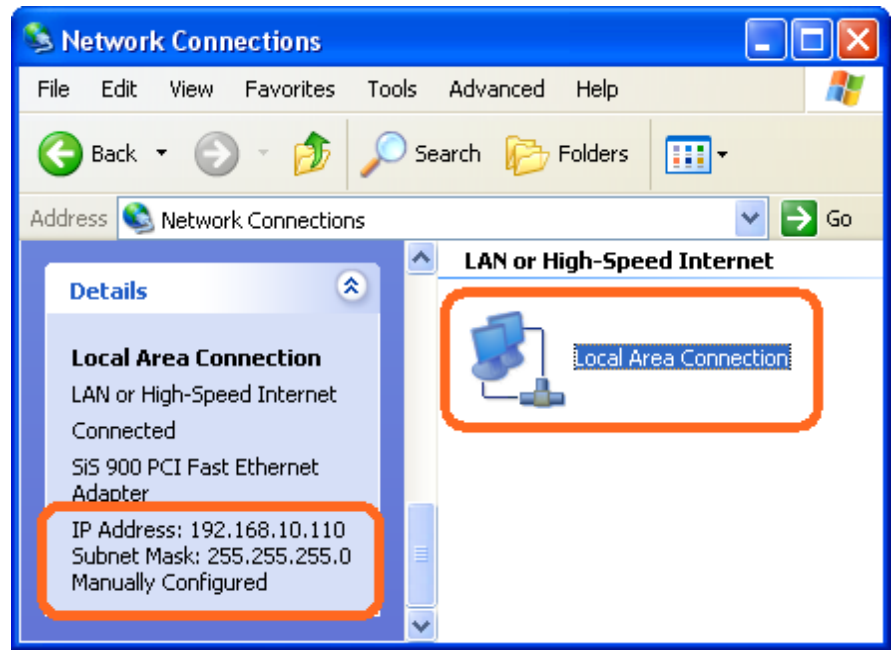 Network Connections
File Edit View Favorites Tools Advanced Help
Back Search Folders
Address Network Connections Go
Details
Local Area Connection
LAN or High-Speed Internet
Connected
SiS 900 PCI Fast Ethernet
Adapter
IP Address: 192.168.10.110
Subnet Mask: 255.255.255.0
Manually Configured
LAN or High-Speed Internet
Local Area Connection